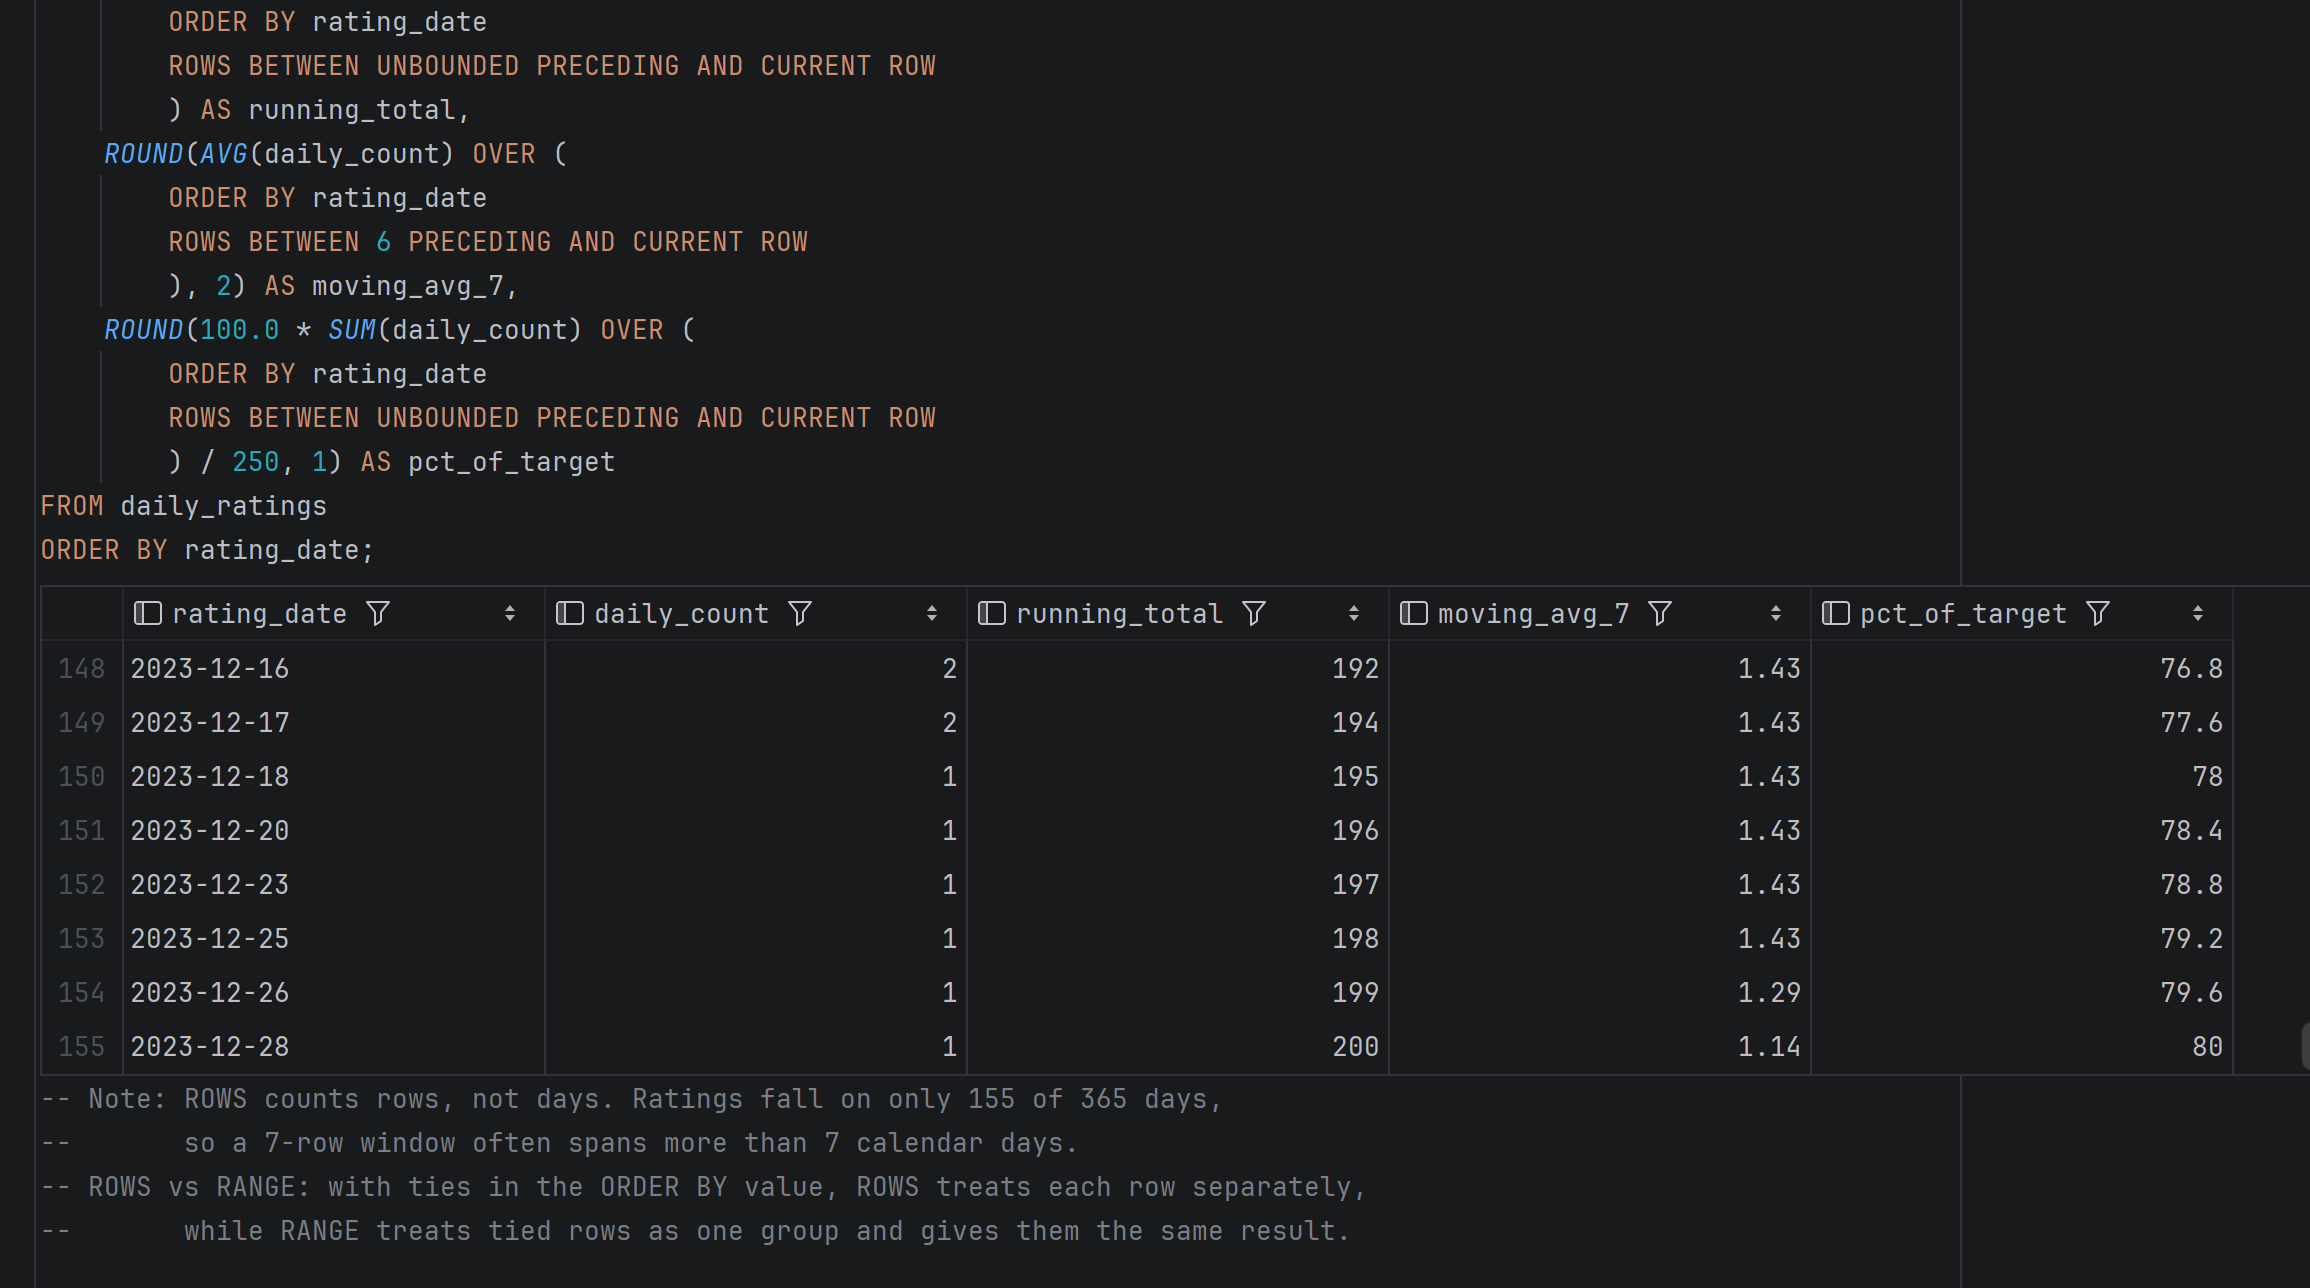 ORDER BY rating_date
ROWS BETWEEN UNBOUNDED PRECEDING AND CURRENT ROW
) AS running_total,
ROUND(AVG(daily_count) OVER (
ORDER BY rating_date
ROWS BETWEEN 6 PRECEDING AND CURRENT ROW
), 2) AS moving_avg_7,
ROUND(100.0 * SUM(daily_count) OVER (
ORDER BY rating_date
ROWS BETWEEN UNBOUNDED PRECEDING AND CURRENT ROW
) / 250, 1) AS pct_of_target
FROM daily_ratings
ORDER BY rating_date;
rating_date daily_count running_total moving_avg_7 pct_of_target
148 2023-12-16 2 192 1.43 76.8
149 2023-12-17 2 194 1.43 77.6
150 2023-12-18 1 195 1.43 78
151 2023-12-20 1 196 1.43 78.4
152 2023-12-23 1 197 1.43 78.8
153 2023-12-25 1 198 1.43 79.2
154 2023-12-26 1 199 1.29 79.6
155 2023-12-28 1 200 1.14 80
-- Note: ROWS counts rows, not days. Ratings fall on only 155 of 365 days,
-- so a 7-row window often spans more than 7 calendar days.
-- ROWS vs RANGE: with ties in the ORDER BY value, ROWS treats each row separately,
-- while RANGE treats tied rows as one group and gives them the same result.